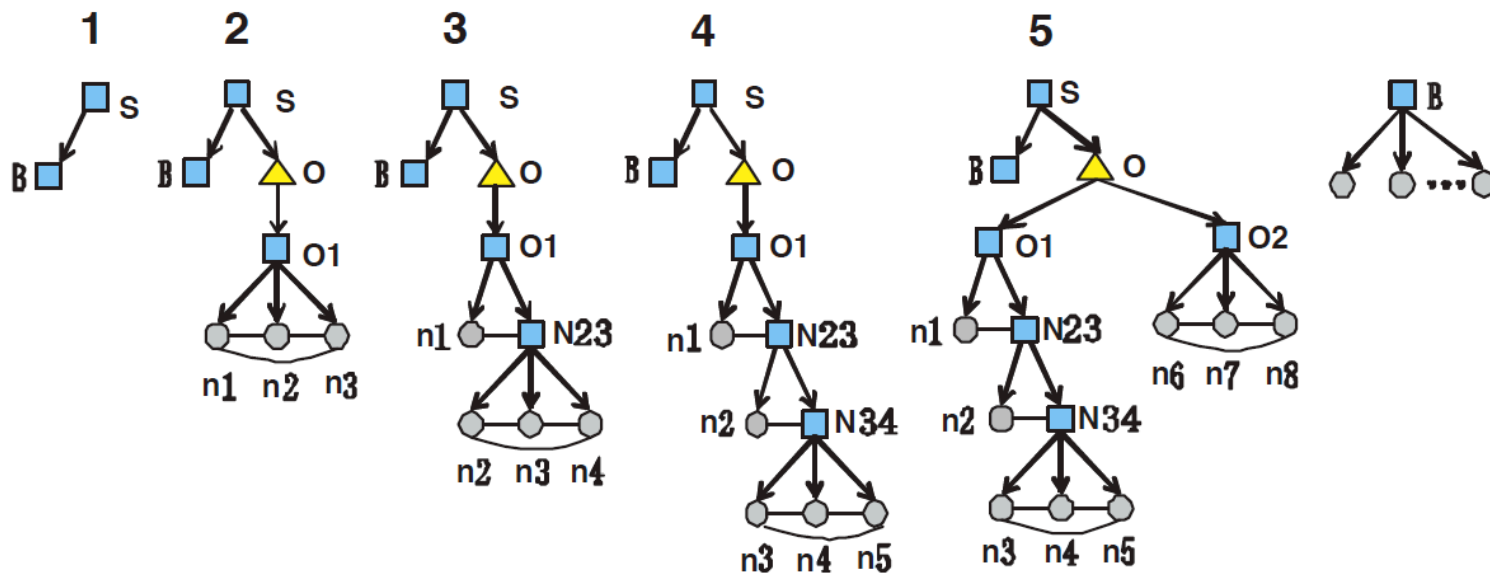 1 2 3 4 5
S S S S S B
B B B B B
O O O O
O1 O1 O1 O1 O2
n1 N23 n1 N23 n1 N23
n1 n2 n3 n6 n7 n8
n2 N34 n2 N34
n2 n3 n4
n3 n4 n5 n3 n4 n5